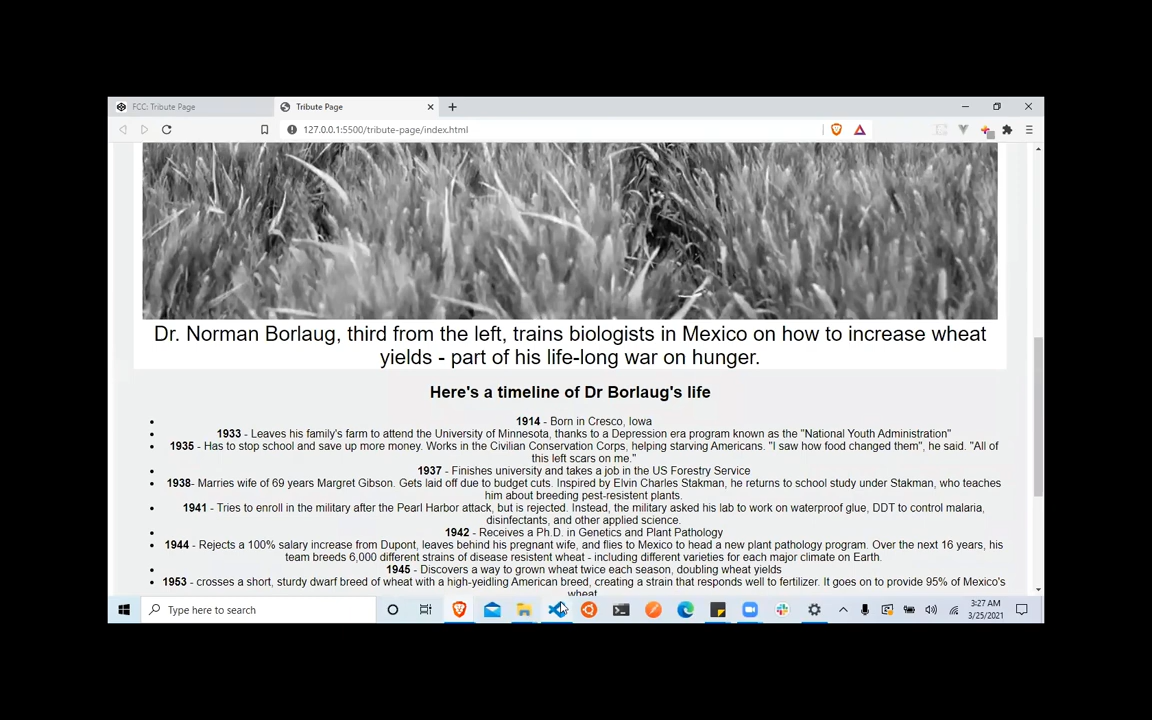 FCC: Tribute Page
Tribute Page
127.0.0.1:5500/tribute-page/index.html
Dr. Norman Borlaug, third from the left, trains biologists in Mexico on how to increase wheat
yields - part of his life-long war on hunger.
Here's a timeline of Dr Borlaug's life
1914 - Born in Cresco, Iowa
1933 - Leaves his family's farm to attend the University of Minnesota, thanks to a Depression era program known as the "National Youth Administration"
1935 - Has to stop school and save up more money. Works in the Civilian Conservation Corps, helping starving Americans. "I saw how food changed them", he said. "All of
this left scars on me."
1937 - Finishes university and takes a job in the US Forestry Service
1938- Marries wife of 69 years Margret Gibson. Gets laid off due to budget cuts. Inspired by Elvin Charles Stakman, he returns to school study under Stakman, who teaches
him about breeding pest-resistent plants.
1941 - Tries to enroll in the military after the Pearl Harbor attack, but is rejected. Instead, the military asked his lab to work on waterproof glue, DDT to control malaria,
disinfectants, and other applied science.
1942 - Receives a Ph.D. in Genetics and Plant Pathology
1944 - Rejects a 100% salary increase from Dupont, leaves behind his pregnant wife, and flies to Mexico to head a new plant pathology program. Over the next 16 years, his
team breeds 6,000 different strains of disease resistent wheat - including different varieties for each major climate on Earth.
1945 - Discovers a way to grown wheat twice each season, doubling wheat yields
1953 - crosses a short, sturdy dwarf breed of wheat with a high-yeidling American breed, creating a strain that responds well to fertilizer. It goes on to provide 95% of Mexico's
wheat.
Type here to search
3:27 AM
3/25/2021